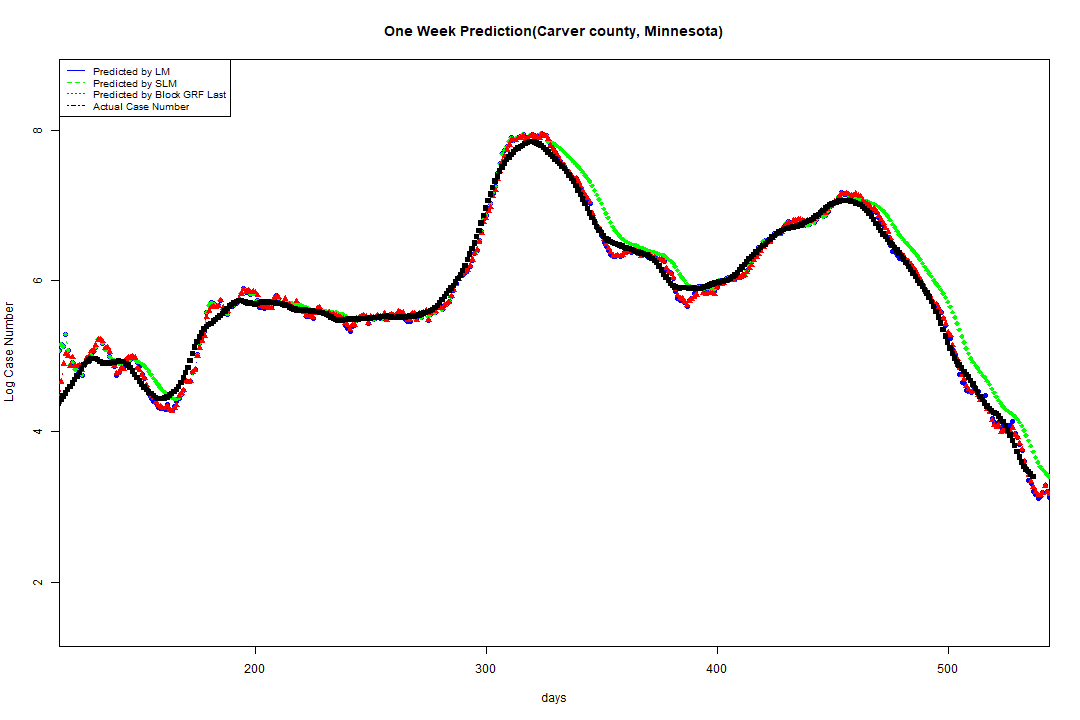 One Week Prediction(Carver county, Minnesota)
Predicted by LM
Predicted by SLM
Predicted by Block GRF Last
Actual Case Number
8
6
4
2
Log Case Number
200
300
400
500
days